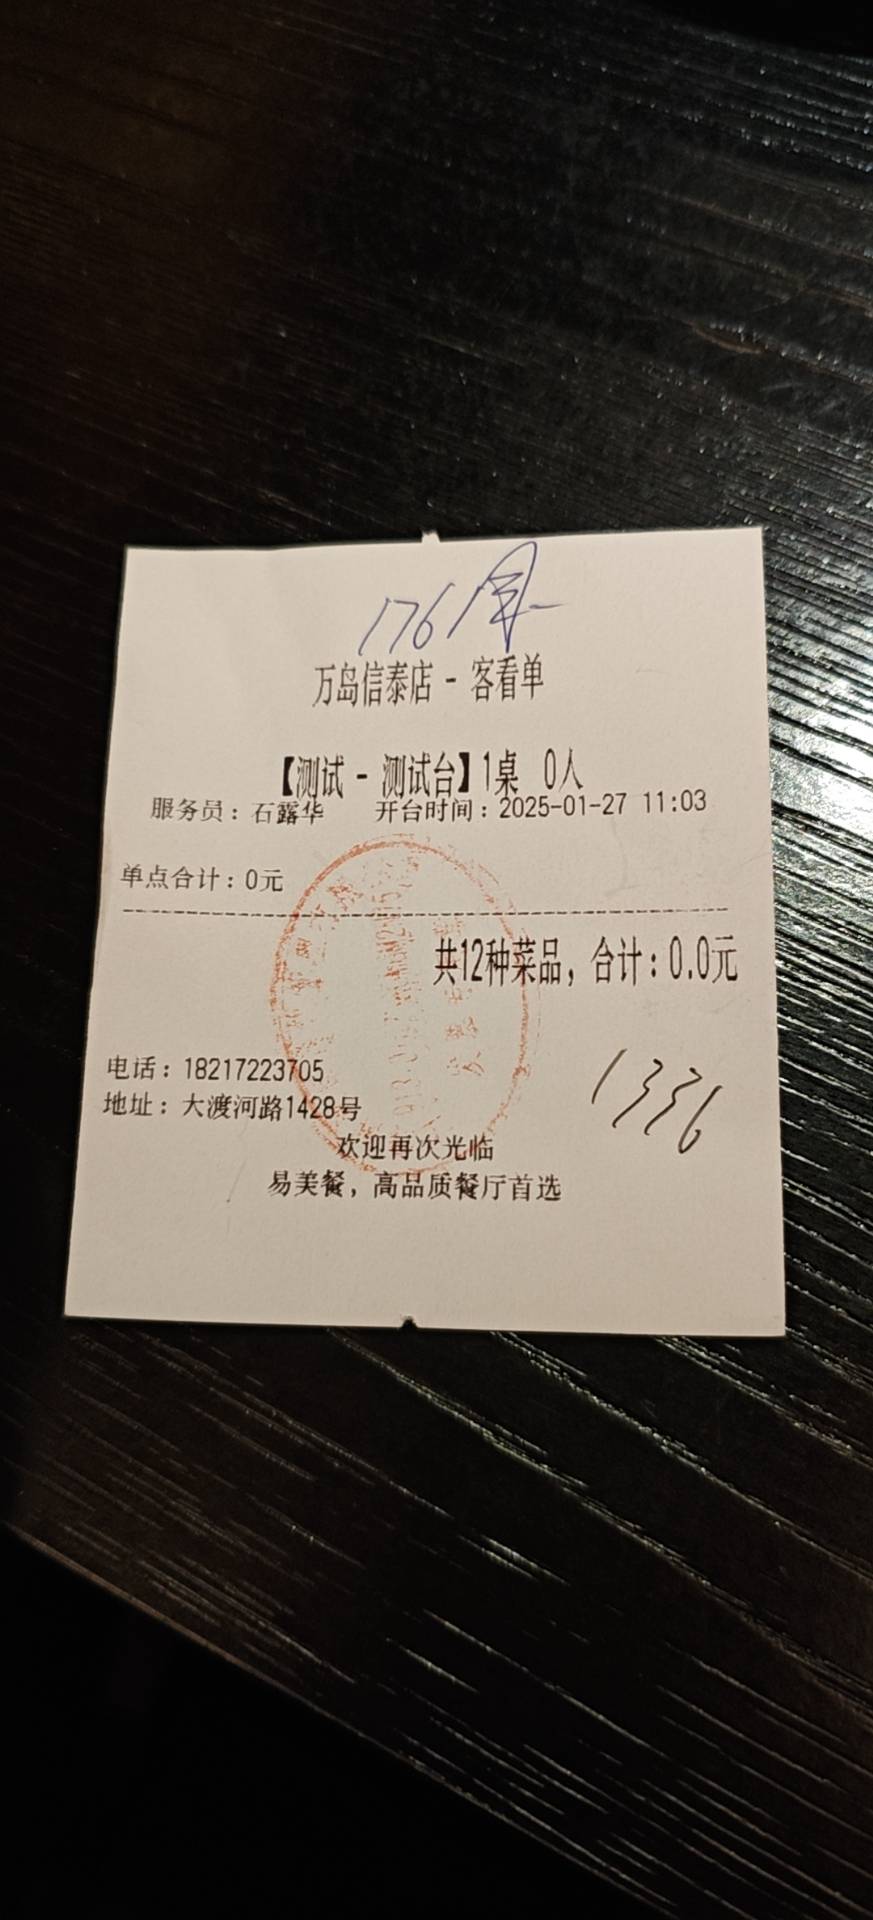 176
万岛信泰店 - 客看单
【测试 - 测试台】1桌 0人
服务员：石露华 开台时间：2025-01-27 11:03
单点合计：0元
共12种菜品，合计：0.0元
电话：18217223705
地址：大渡河路1428号
1336
欢迎再次光临
易美餐，高品质餐厅首选